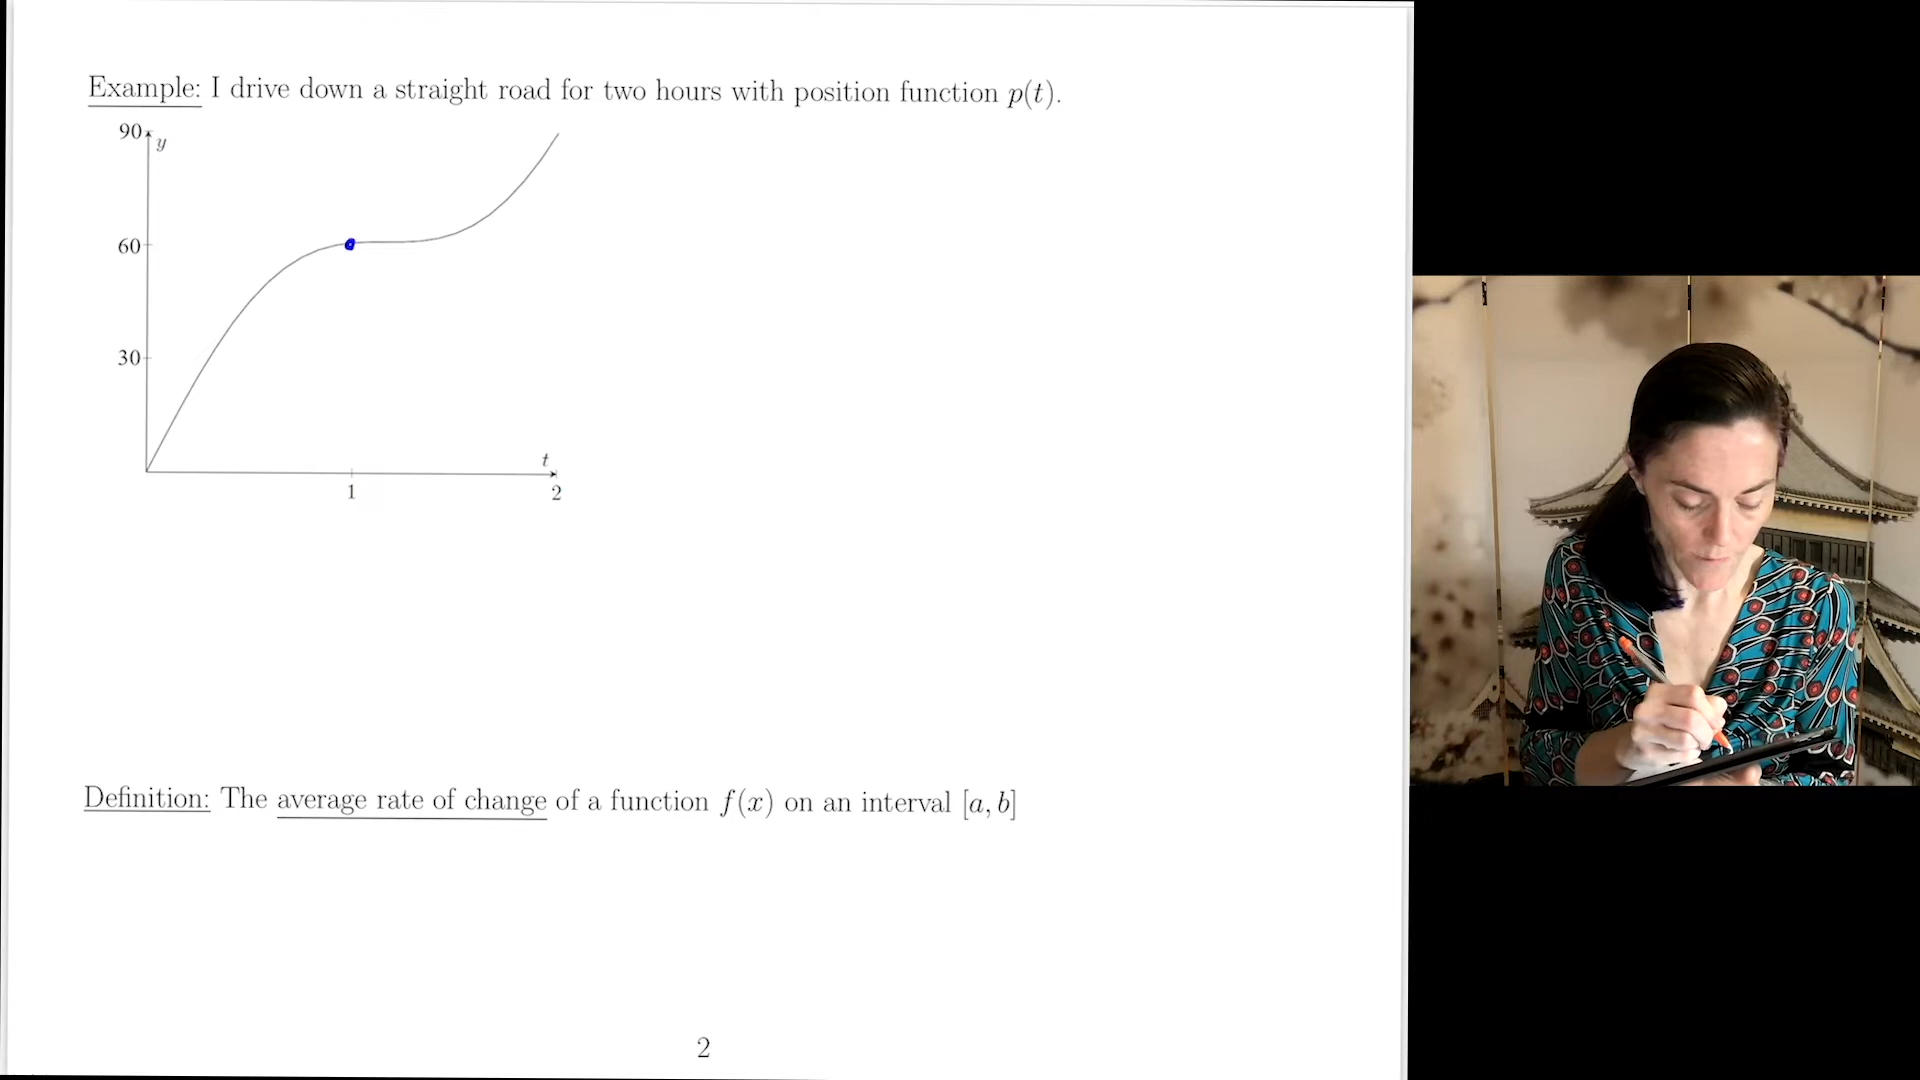 Example: I drive down a straight road for two hours with position function p(t).
90
y
60
30
t
1
2
Definition: The average rate of change of a function f(x) on an interval [a, b]
2